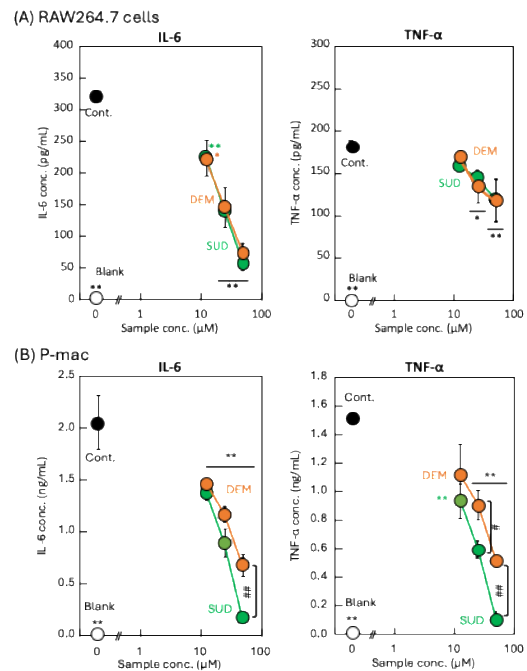 (A) RAW264.7 cells
IL-6
IL-6 conc. (pg/mL)
400
350
300
250
200
150
100
50
0
Cont.
**
*
DEM
SUD
Blank
**
**
0
1
10
100
Sample conc. (μM)
TNF-α
TNF-α conc. (pg/mL)
300
250
200
150
100
50
0
Cont.
DEM
SUD
*
**
Blank
**
0
1
10
100
Sample conc. (μM)
(B) P-mac
IL-6
IL-6 conc. (ng/mL)
2.5
2.0
1.5
1.0
0.5
0.0
Cont.
**
DEM
##
SUD
Blank
**
0
1
10
100
Sample conc. (μM)
TNF-α
TNF-α conc. (ng/mL)
1.8
1.6
1.4
1.2
1.0
0.8
0.6
0.4
0.2
0.0
Cont.
DEM
**
**
#
##
SUD
Blank
**
0
1
10
100
Sample conc. (μM)